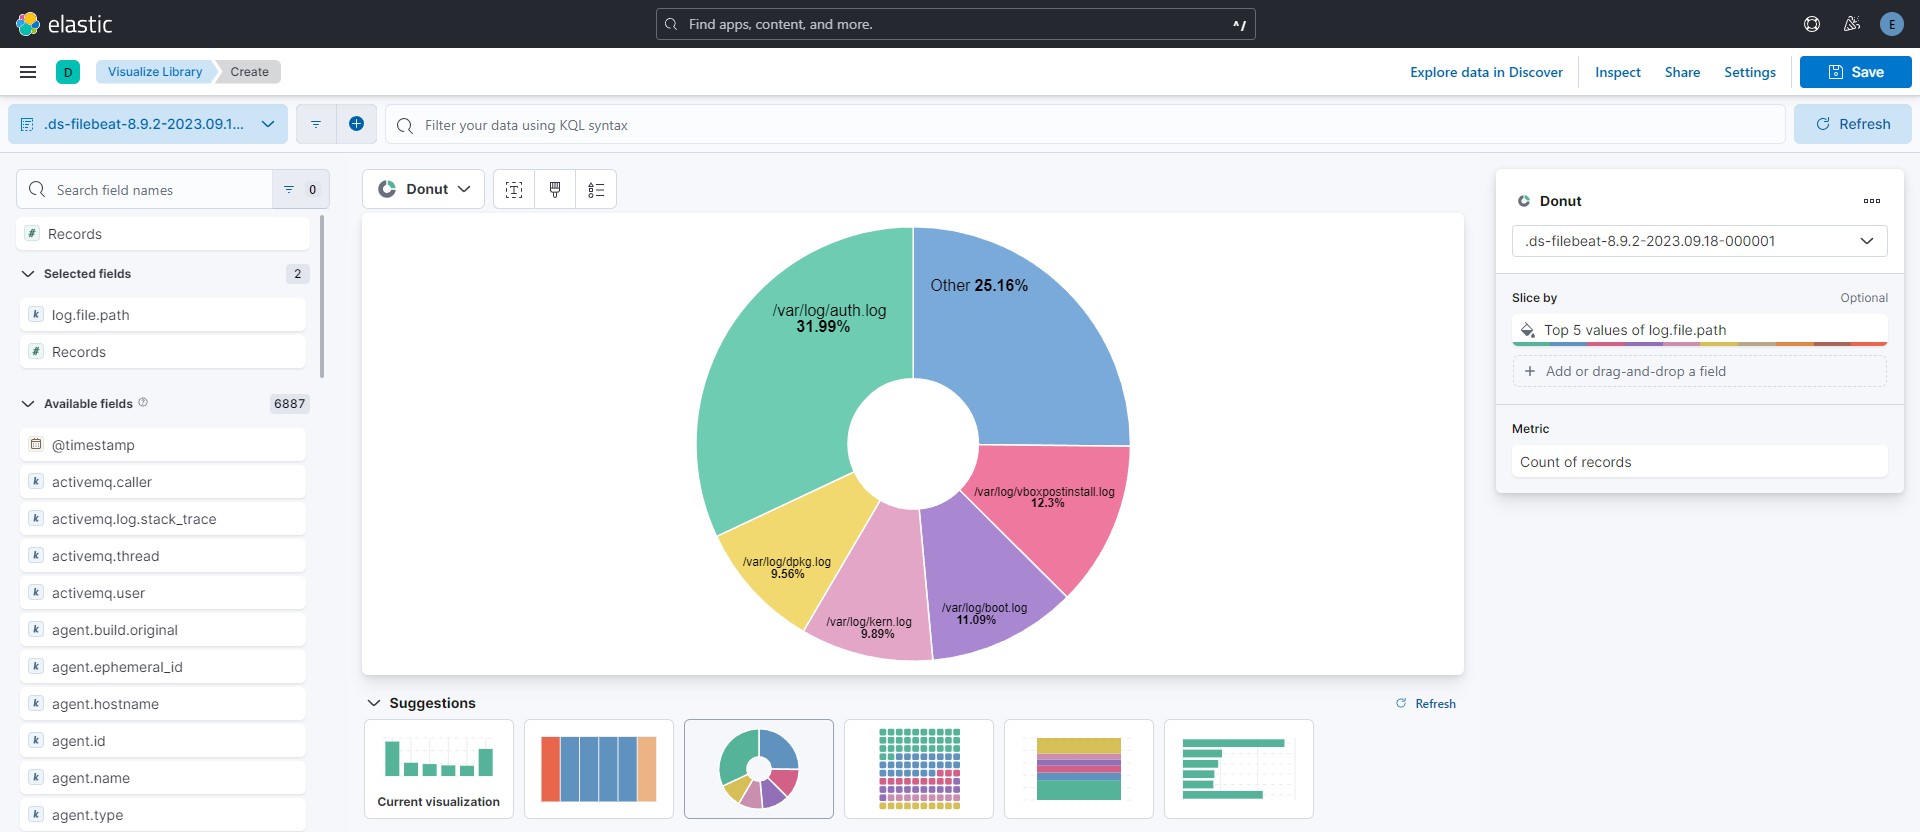 elastic
Find apps, content, and more.
^/
E
D
Visualize Library
Create
Explore data in Discover
Inspect
Share
Settings
Save
.ds-filebeat-8.9.2-2023.09.1...
Filter your data using KQL syntax
Refresh
Search field names
0
# Records
Selected fields
2
k log.file.path
# Records
Available fields
6887
@timestamp
k activemq.caller
k activemq.log.stack_trace
k activemq.thread
k activemq.user
k agent.build.original
k agent.ephemeral_id
k agent.hostname
k agent.id
k agent.name
k agent.type
Donut
Other 25.16%
/var/log/auth.log
31.99%
/var/log/vboxpostinstall.log
12.3%
/var/log/dpkg.log
9.56%
/var/log/boot.log
11.09%
/var/log/kern.log
9.89%
Suggestions
Refresh
Current visualization
Donut
.ds-filebeat-8.9.2-2023.09.18-000001
Slice by
Optional
Top 5 values of log.file.path
+ Add or drag-and-drop a field
Metric
Count of records